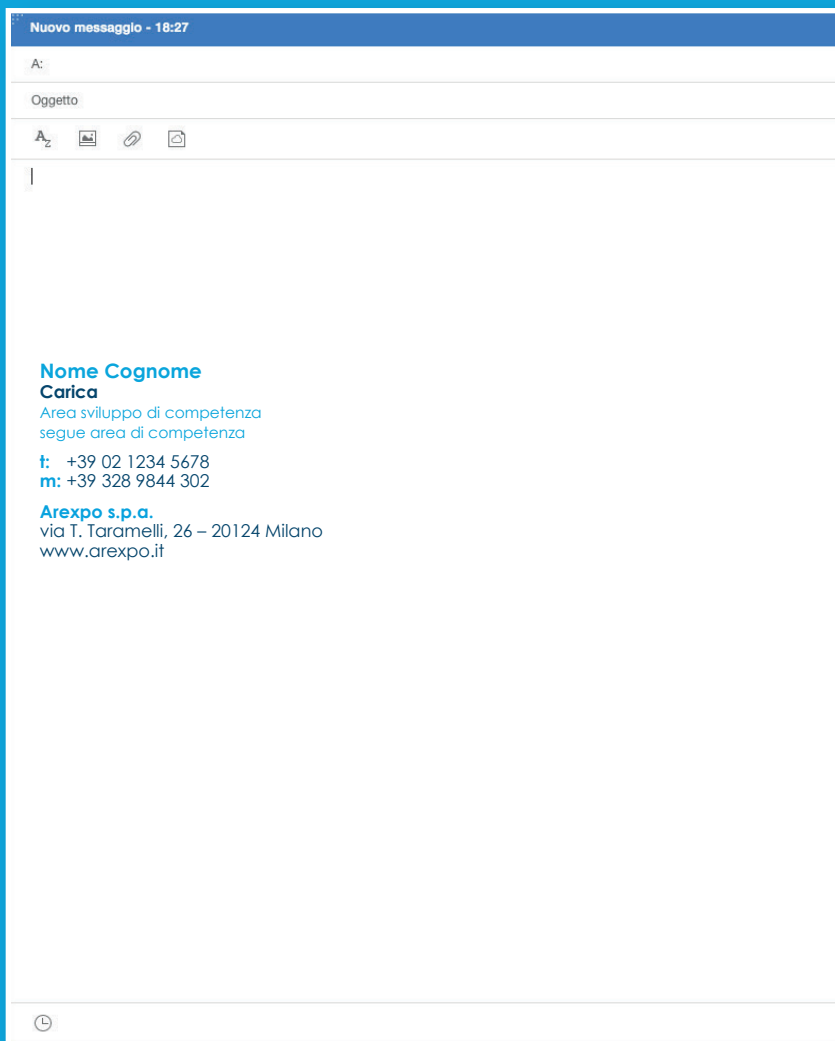 Nuovo messaggio - 18:27
A:
Oggetto
AZ
Nome Cognome
Carica
Area sviluppo di competenza
segue area di competenza
t: +39 02 1234 5678
m: +39 328 9844 302
Arexpo s.p.a.
via T. Taramelli, 26 – 20124 Milano
www.arexpo.it